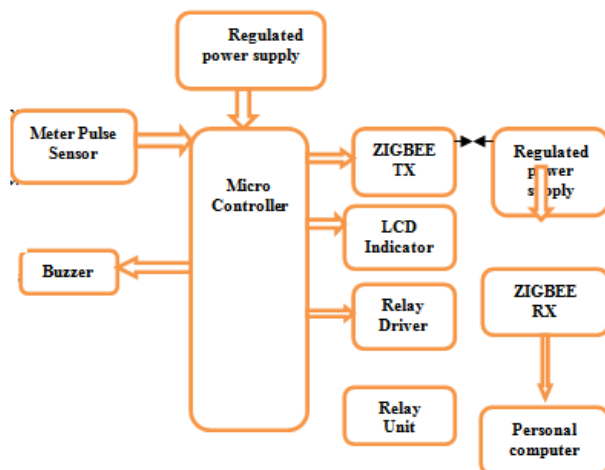 Regulated
power supply
Meter Pulse
Sensor
Micro
Controller
ZIGBEE
TX
Regulated
power
supply
LCD
Indicator
Buzzer
Relay
Driver
ZIGBEE
RX
Relay
Unit
Personal
computer